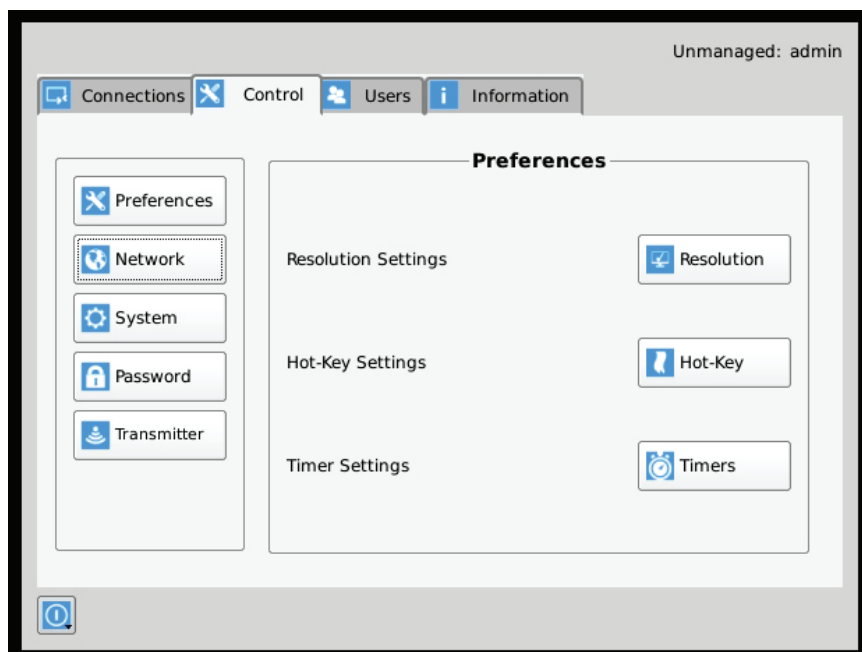 Unmanaged: admin
Connections Control Users Information
Preferences
Preferences
Network
System
Password
Transmitter
Resolution Settings Resolution
Hot-Key Settings Hot-Key
Timer Settings Timers